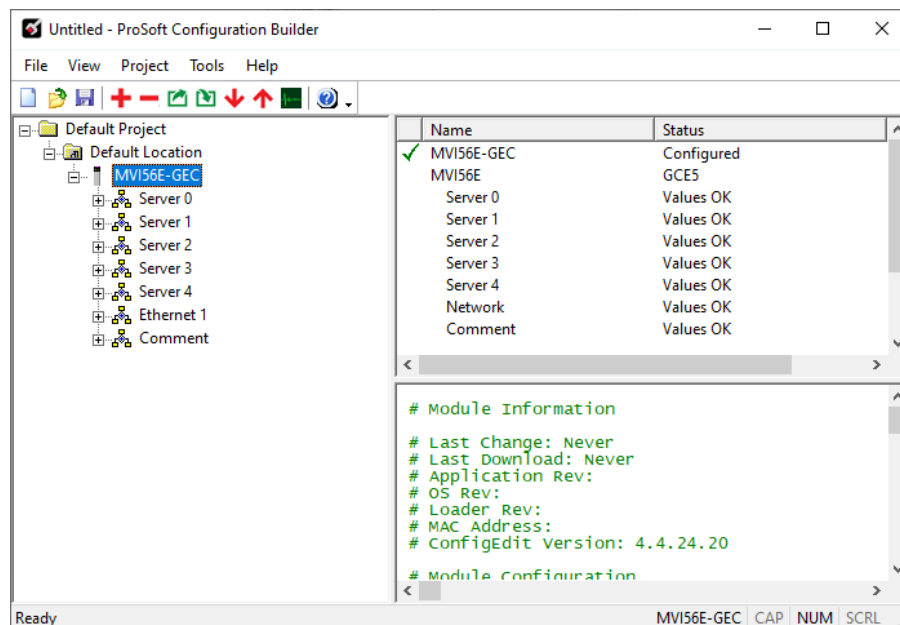 Untitled - ProSoft Configuration Builder
File View Project Tools Help
Default Project
Default Location
MVI56E-GEC
Server 0
Server 1
Server 2
Server 3
Server 4
Ethernet 1
Comment
Name Status
MVI56E-GEC Configured
MVI56E GCE5
Server 0 Values OK
Server 1 Values OK
Server 2 Values OK
Server 3 Values OK
Server 4 Values OK
Network Values OK
Comment Values OK
# Module Information
# Last Change: Never
# Last Download: Never
# Application Rev:
# OS Rev:
# Loader Rev:
# MAC Address:
# ConfigEdit Version: 4.4.24.20
# Module Configuration
Ready MVI56E-GEC CAP NUM SCRL